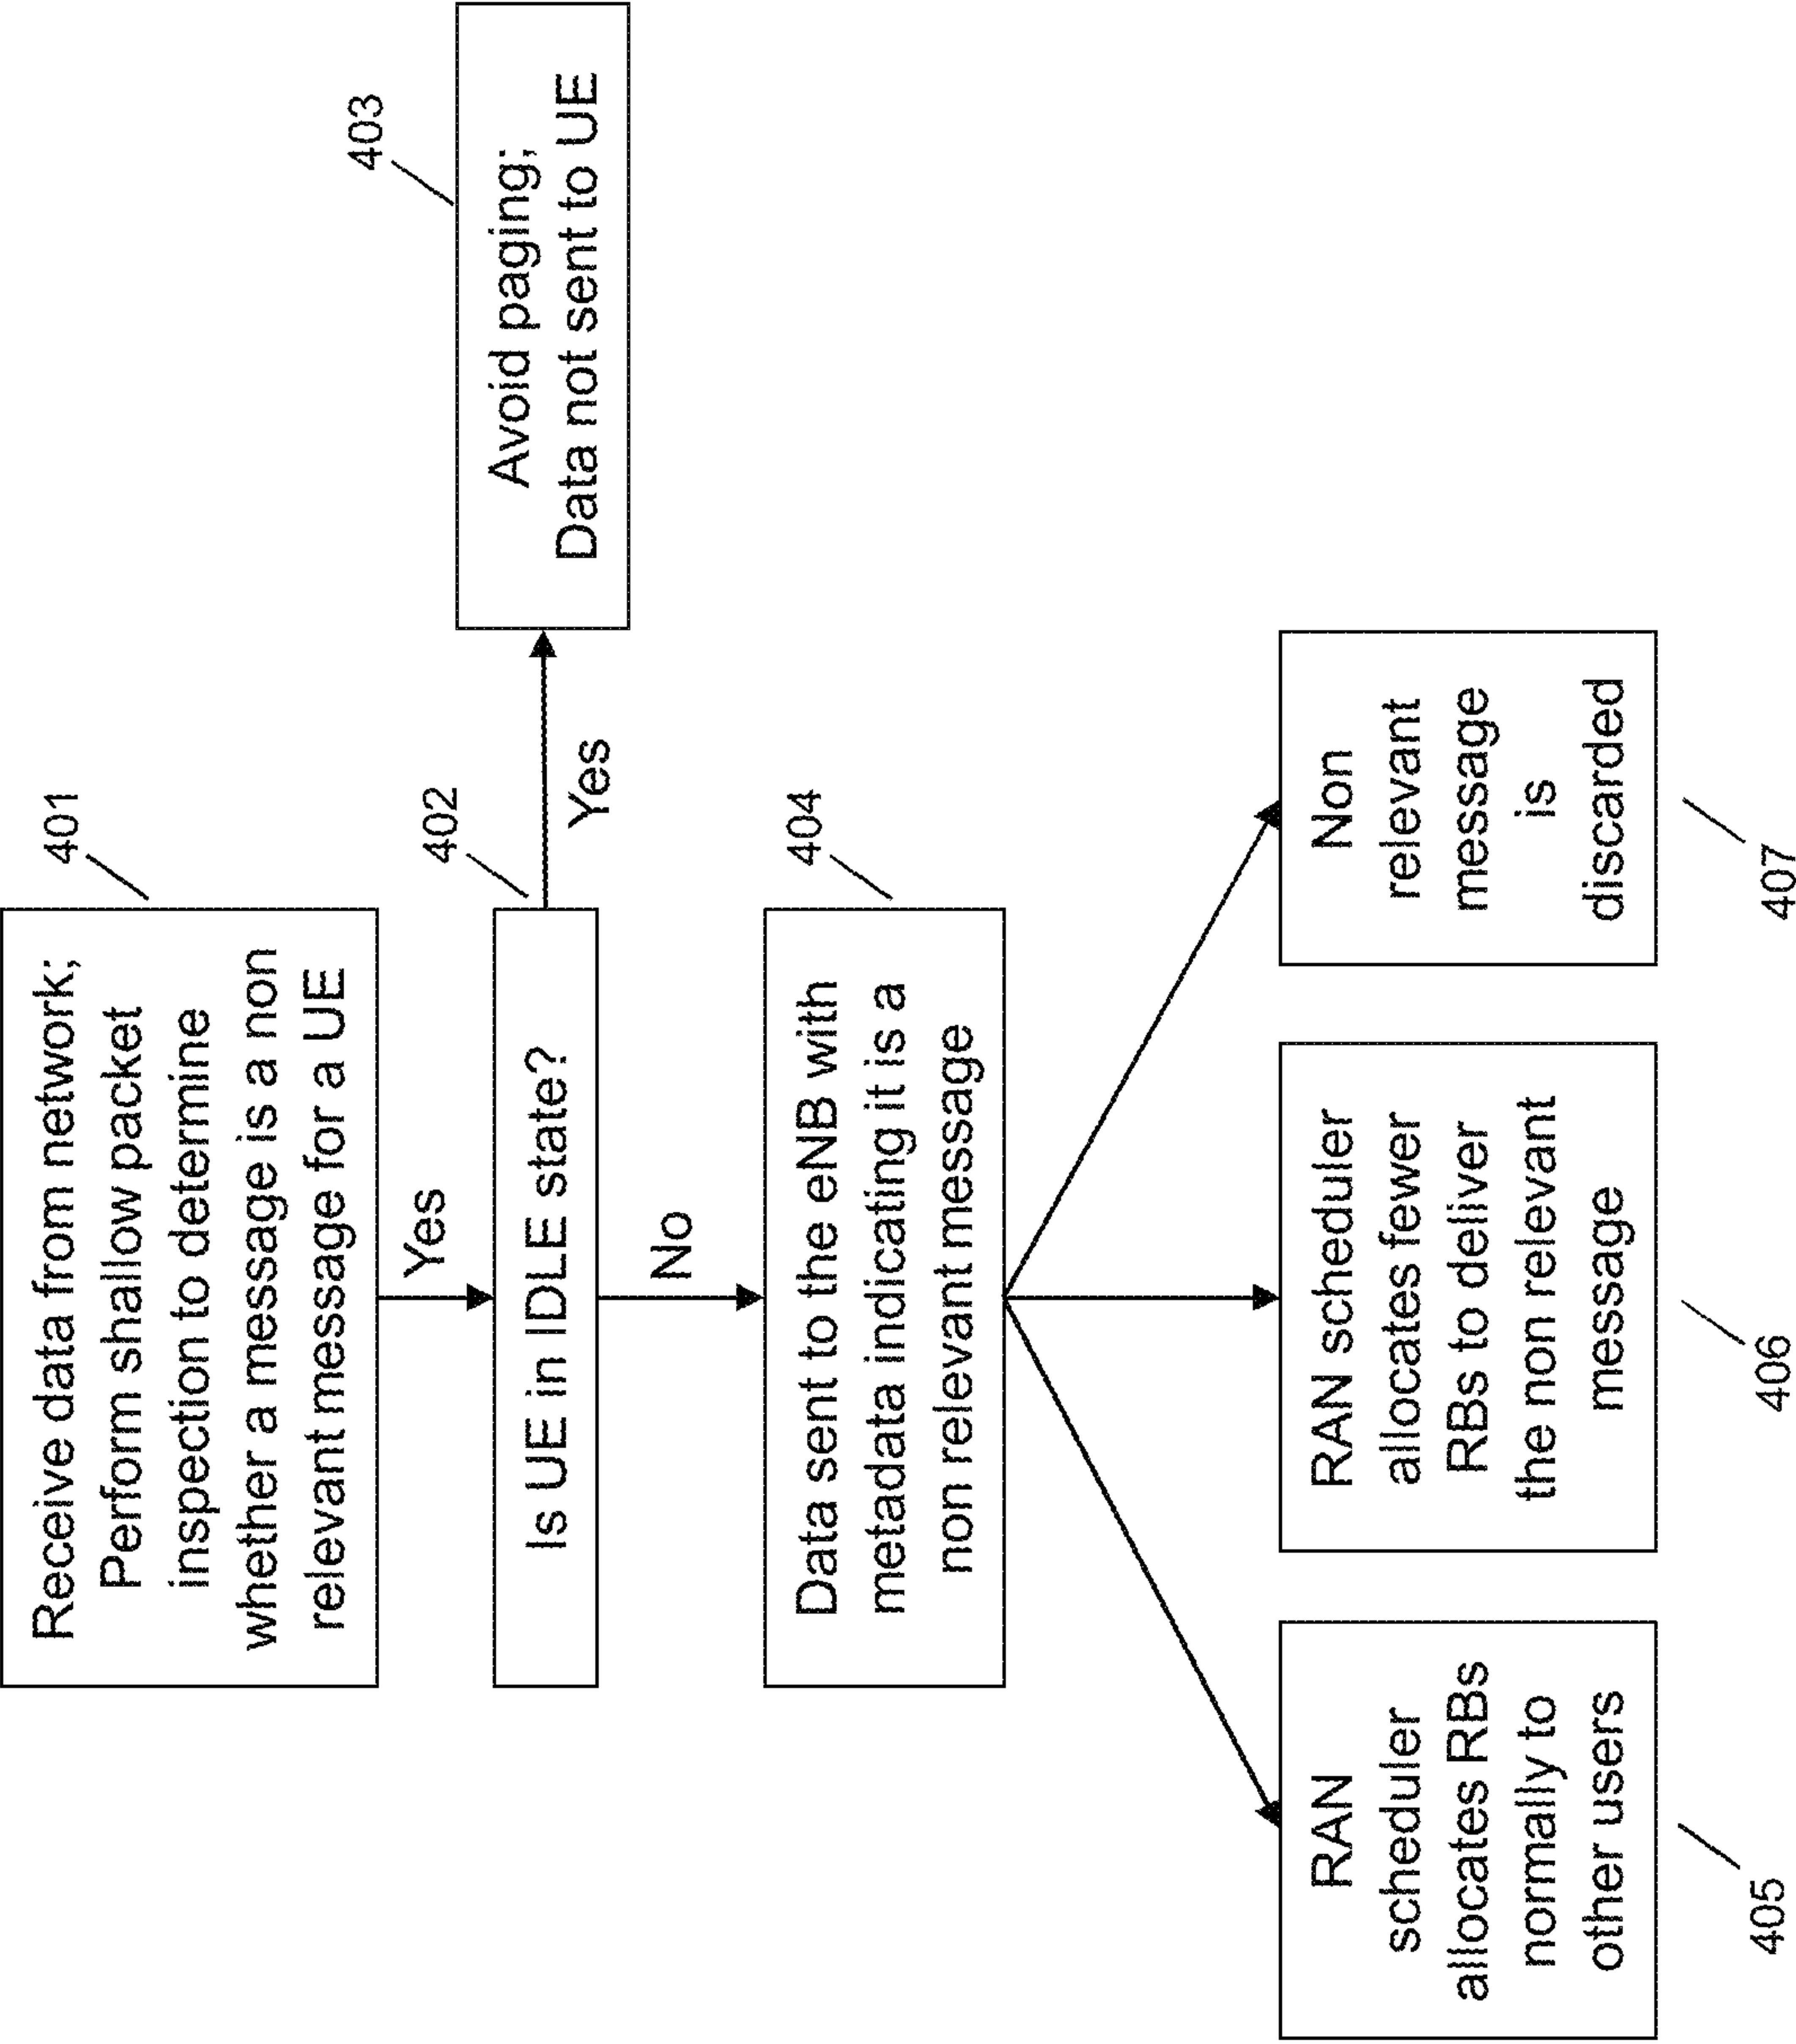 401
Receive data from network;
Perform shallow packet
inspection to determine
whether a message is a non
relevant message for a UE
Yes
402
Is UE in IDLE state?
Yes
403
Avoid paging;
Data not sent to UE
No
404
Data sent to the eNB with
metadata indicating it is a
non relevant message
RAN
scheduler
allocates RBs
normally to
other users
405
RAN scheduler
allocates fewer
RBs to deliver
the non relevant
message
406
Non
relevant
message
is
discarded
407